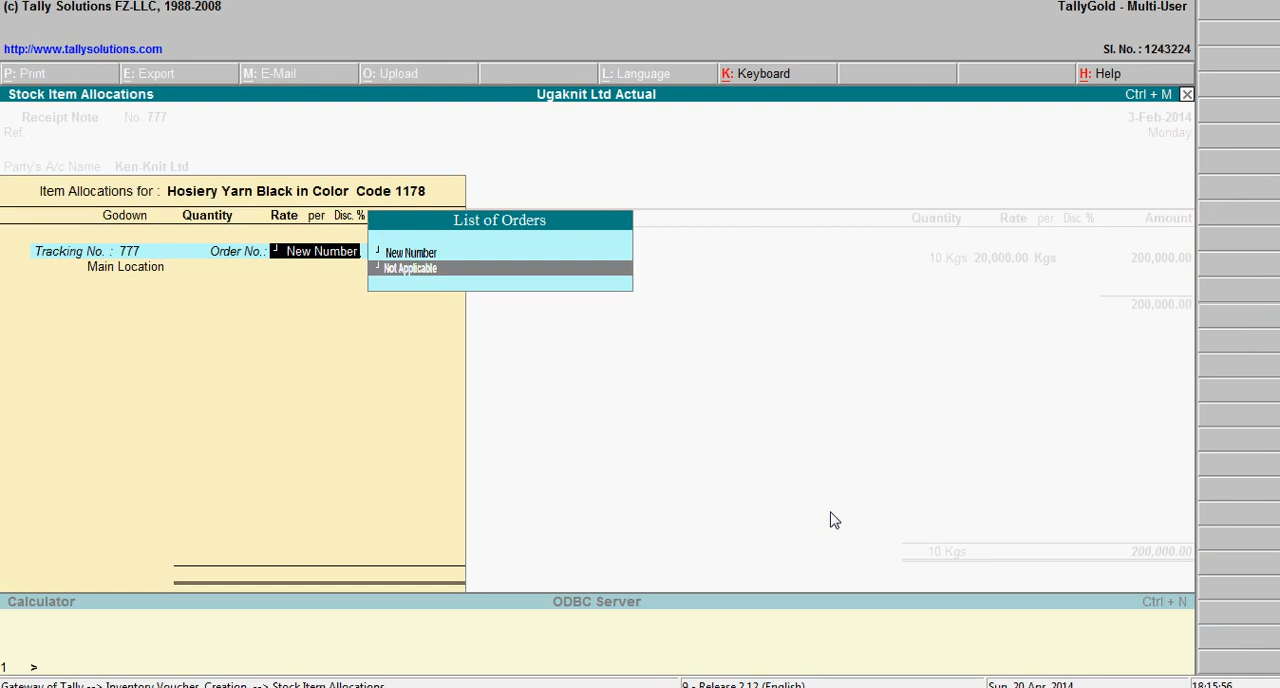 (c) Tally Solutions FZ-LLC, 1988-2008 TallyGold - Multi-User
http://www.tallysolutions.com Sl. No. : 1243224
P: Print E: Export M: E-Mail O: Upload L: Language K: Keyboard H: Help
Stock Item Allocations Ugaknit Ltd Actual Ctrl + M
Receipt Note No. 777 3-Feb-2014
Ref. Monday
Party's A/c Name Ken-Knit Ltd
Item Allocations for : Hosiery Yarn Black in Color Code 1178
Godown Quantity Rate per Disc. % List of Orders Quantity Rate per Disc. % Amount
Tracking No. : 777 Order No.: ┘ New Number ┘ New Number 10 Kgs 20,000.00 Kgs 200,000.00
Main Location ┘ Not Applicable
200,000.00
10 Kgs 200,000.00
Calculator ODBC Server Ctrl + N
1 >
Gateway of Tally --> Inventory Voucher Creation --> Stock Item Allocations 9 - Release 2.12 (English) Sun, 20 Apr, 2014 18:15:56